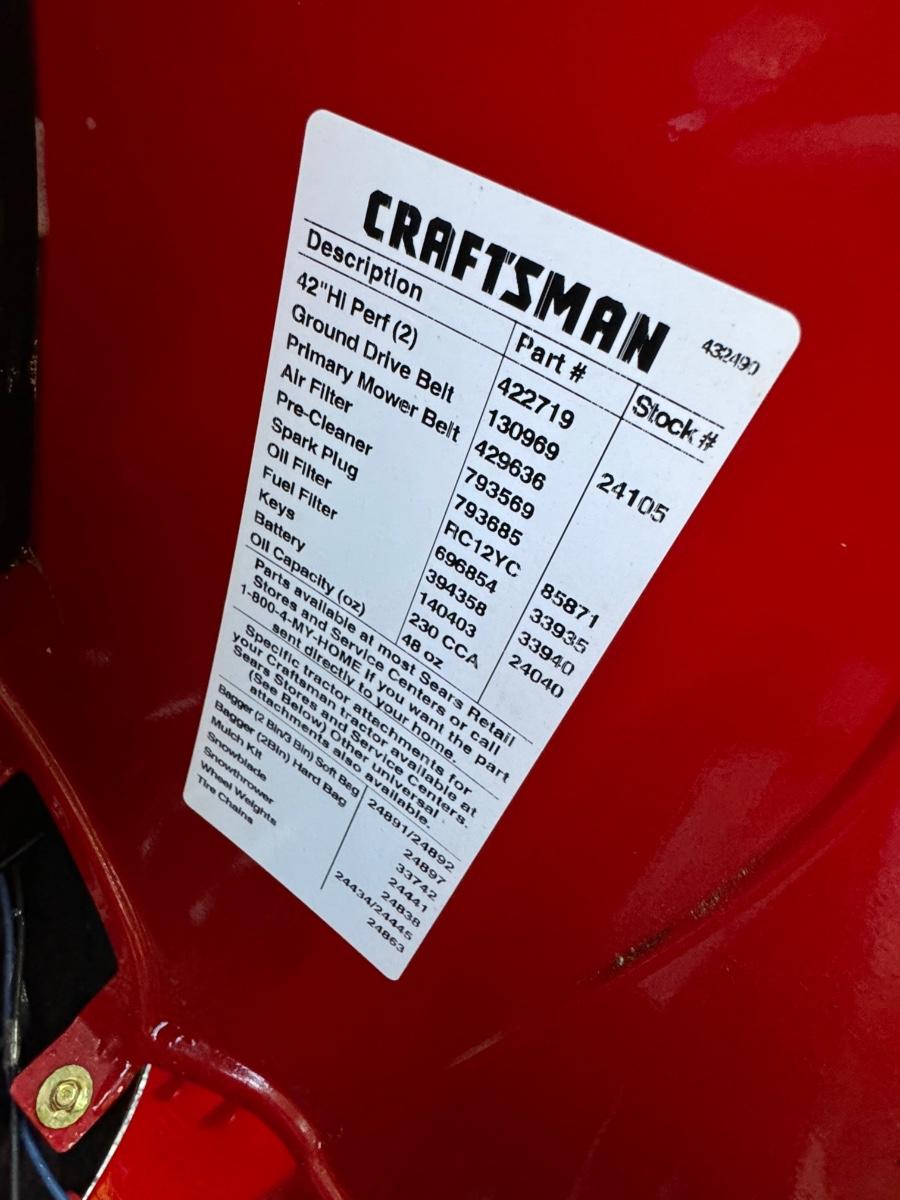 CRAFTSMAN 432490
Description Part # Stock #
42"Hi Perf (2) 422719 24105
Ground Drive Belt 130969
Primary Mower Belt 429636
Air Filter 793569
Pre-Cleaner 793685
Spark Plug RC12YC 85871
Oil Filter 696854 33935
Fuel Filter 394358 33940
Keys 140403 24040
Battery 230 CCA
Oil Capacity (oz) 48 oz
Parts available at most Sears Retail
Stores and Service Centers or call
1-800-4-MY-HOME If you want the part
sent directly to your home.
Specific tractor attachments for
your Craftsman tractor available at
Sears Stores and Service Centers.
(See Below) Other universal
attachments also available.
Bagger (2 Bin/3 Bin) Soft Bag 24891/24892
Bagger (2Bin) Hard Bag 24897
Mulch Kit 33742
Snowblade 24441
Snowthrower 24838
Wheel Weights 24434/24445
Tire Chains 24863